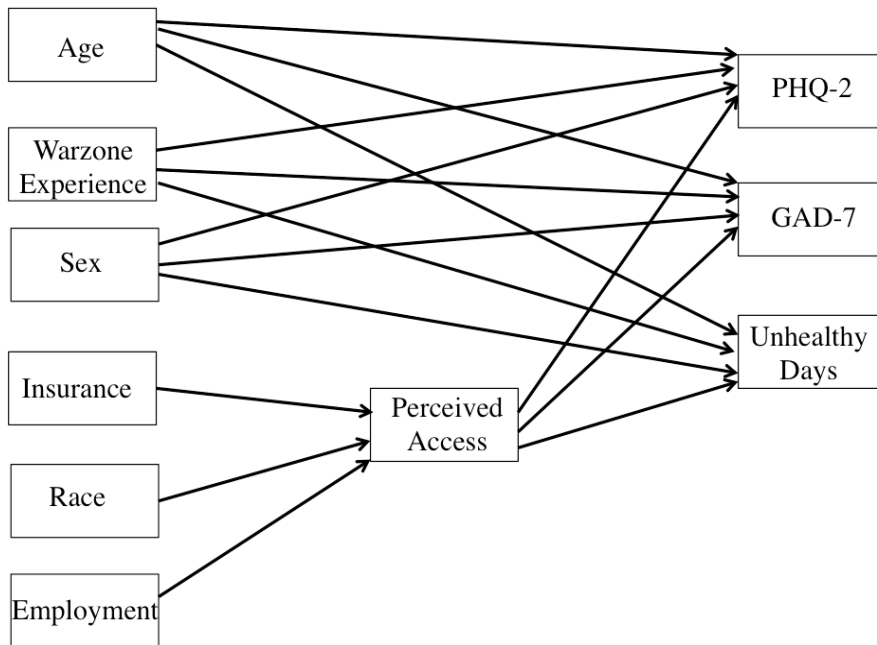 Age
Warzone
Experience
Sex
Insurance
Race
Employment
Perceived
Access
PHQ-2
GAD-7
Unhealthy
Days